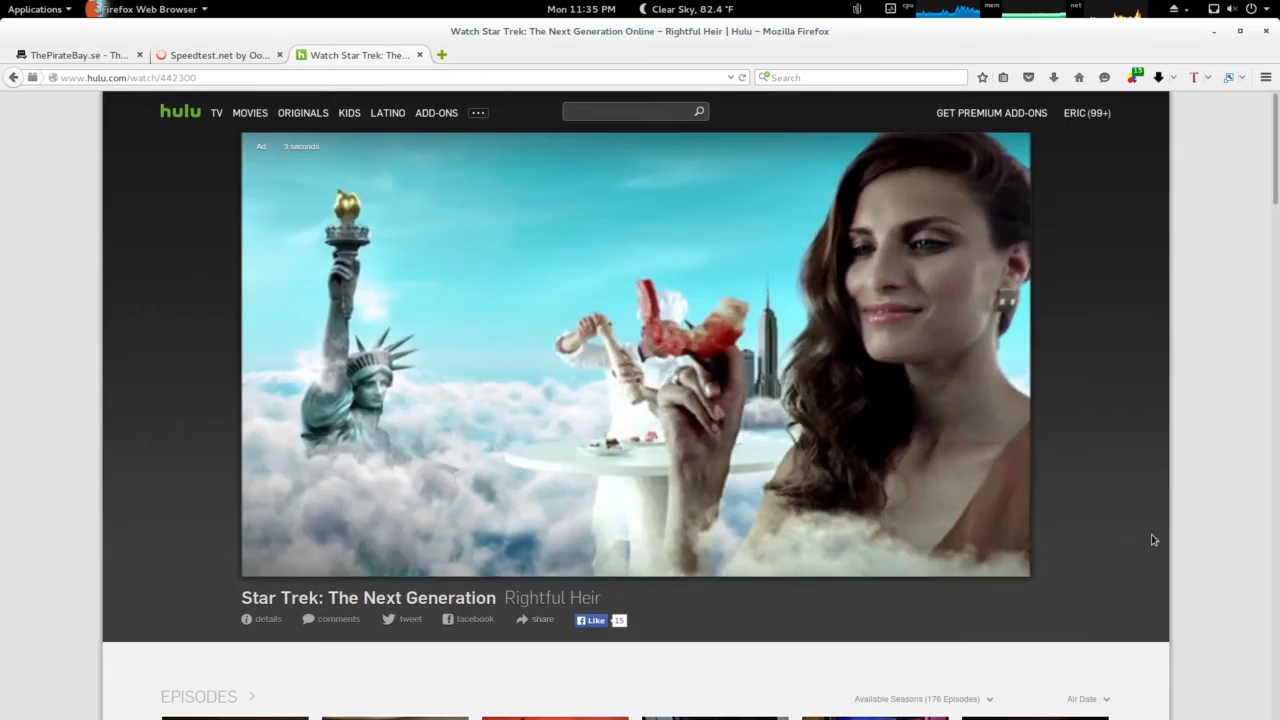 Applications Firefox Web Browser Mon 11:35 PM Clear Sky, 82.4 °F cpu mem net
Watch Star Trek: The Next Generation Online – Rightful Heir | Hulu – Mozilla Firefox
ThePirateBay.se - Th... Speedtest.net by Oo... Watch Star Trek: The...
www.hulu.com/watch/442300 Search 15
hulu TV MOVIES ORIGINALS KIDS LATINO ADD-ONS GET PREMIUM ADD-ONS ERIC (99+)
Ad 3 seconds
Star Trek: The Next Generation Rightful Heir
details comments tweet facebook share Like 15
EPISODES Available Seasons (176 Episodes) Air Date